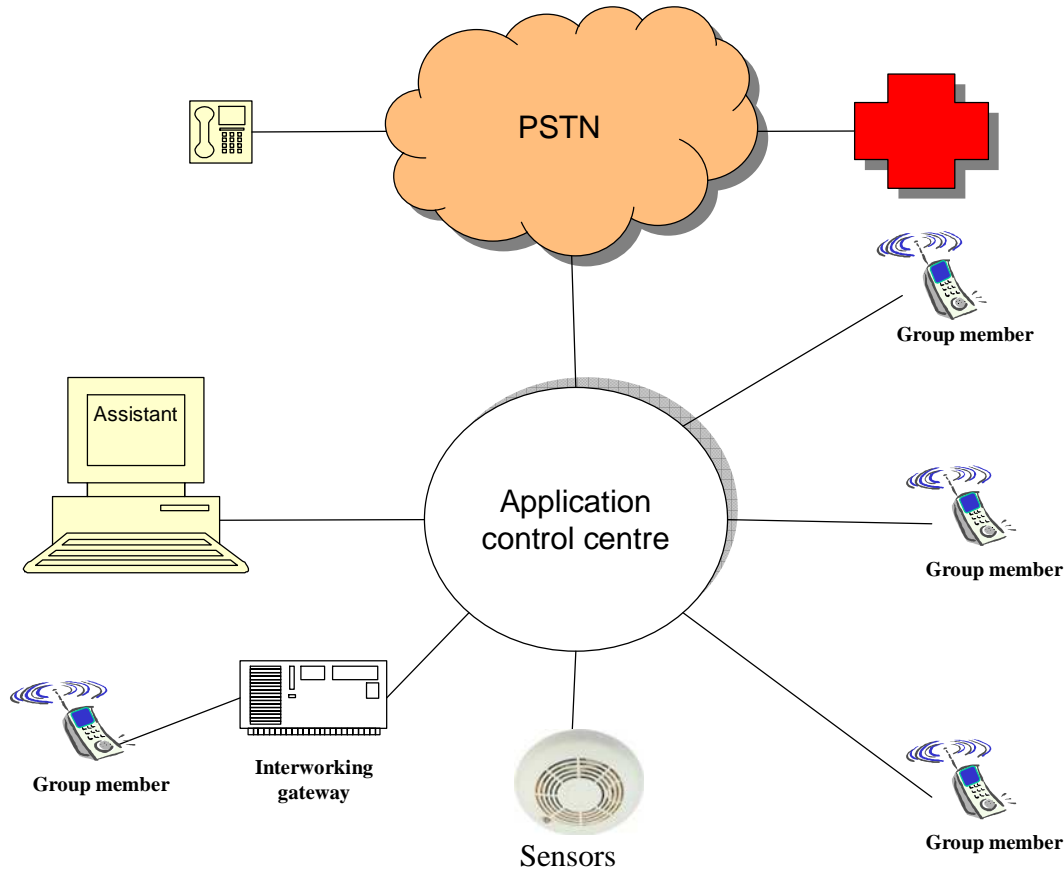 PSTN
Group member
Assistant
Application
control centre
Group member
Group member
Interworking
gateway
Sensors
Group member